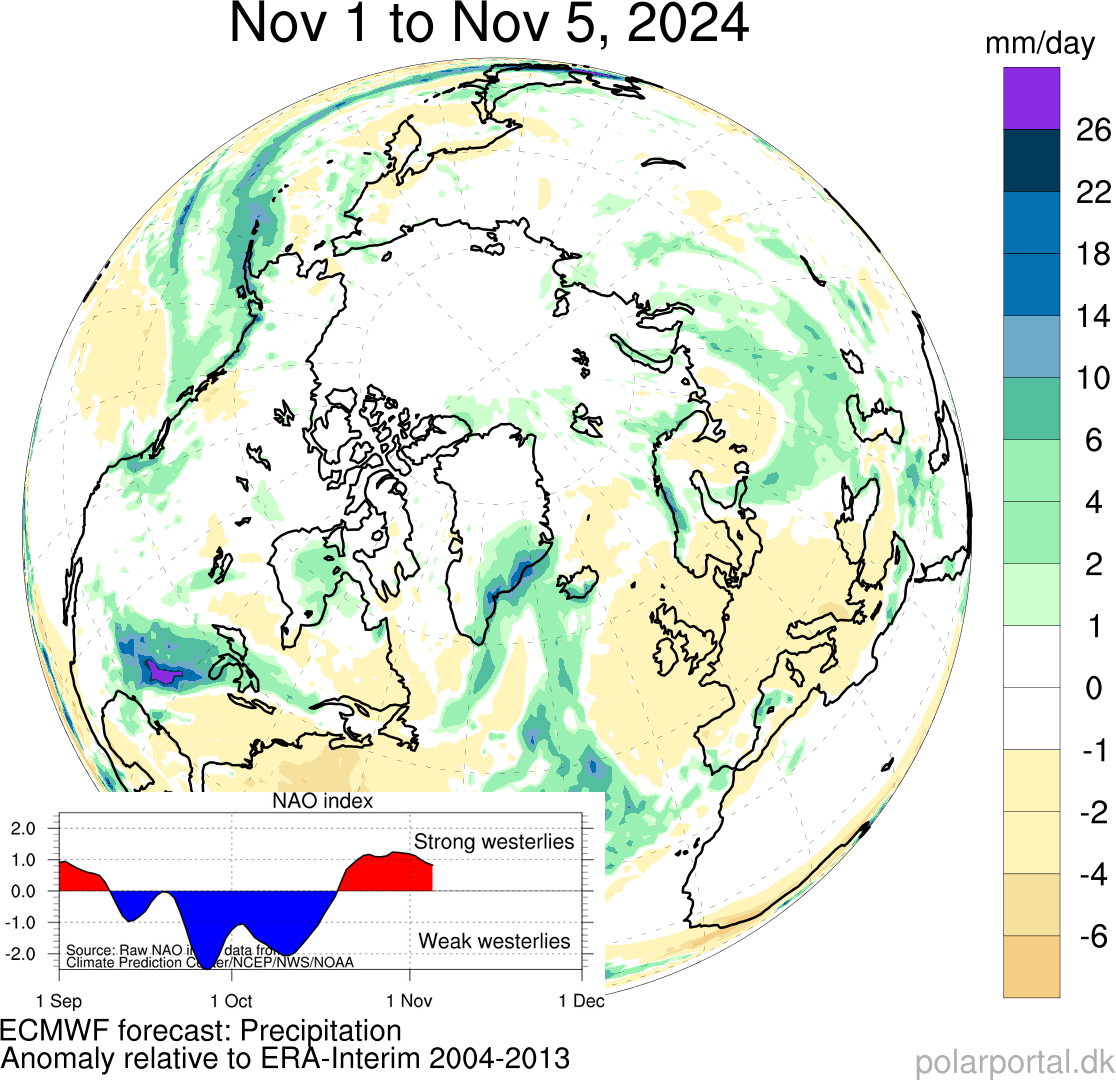 Nov 1 to Nov 5, 2024
mm/day
26
22
18
14
10
6
4
2
1
0
-1
-2
-4
-6
NAO index
2.0
1.0
0.0
-1.0
-2.0
Strong westerlies
Weak westerlies
Source: Raw NAO data from
Climate Prediction Center/NCEP/NWS/NOAA
1 Sep
1 Oct
1 Nov
1 Dec
ECMWF forecast: Precipitation
Anomaly relative to ERA-Interim 2004-2013
polarportal.dk